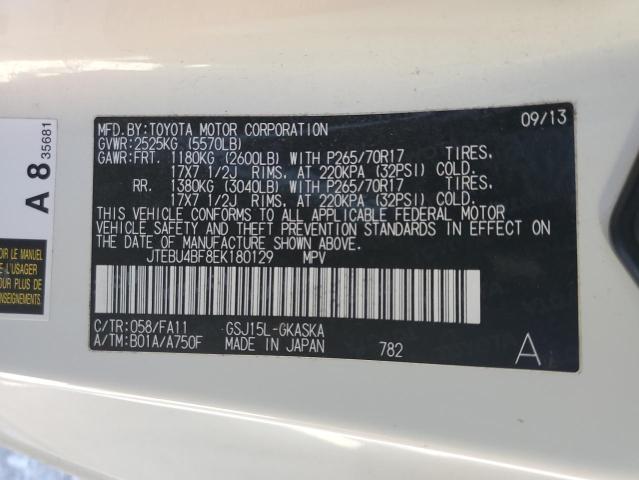 MFD.BY:TOYOTA MOTOR CORPORATION 09/13
GVWR:2525KG (5570LB)
GAWR:FRT. 1180KG (2600LB) WITH P265/70R17 TIRES,
17X7 1/2J RIMS, AT 220KPA (32PSI) COLD.
RR. 1380KG (3040LB) WITH P265/70R17 TIRES,
17X7 1/2J RIMS, AT 220KPA (32PSI) COLD.
THIS VEHICLE CONFORMS TO ALL APPLICABLE FEDERAL MOTOR
VEHICLE SAFETY AND THEFT PREVENTION STANDARDS IN EFFECT
ON THE DATE OF MANUFACTURE SHOWN ABOVE.
JTEBU4BF8EK180129 MPV
C/TR:058/FA11 GSJ15L-GKASKA
A/TM:B01A/A750F MADE IN JAPAN 782 A
A 8 35681
OIR LE MANUEL
E L'USAGER
OUR PLUS DE
ENSEIGNEMENTS